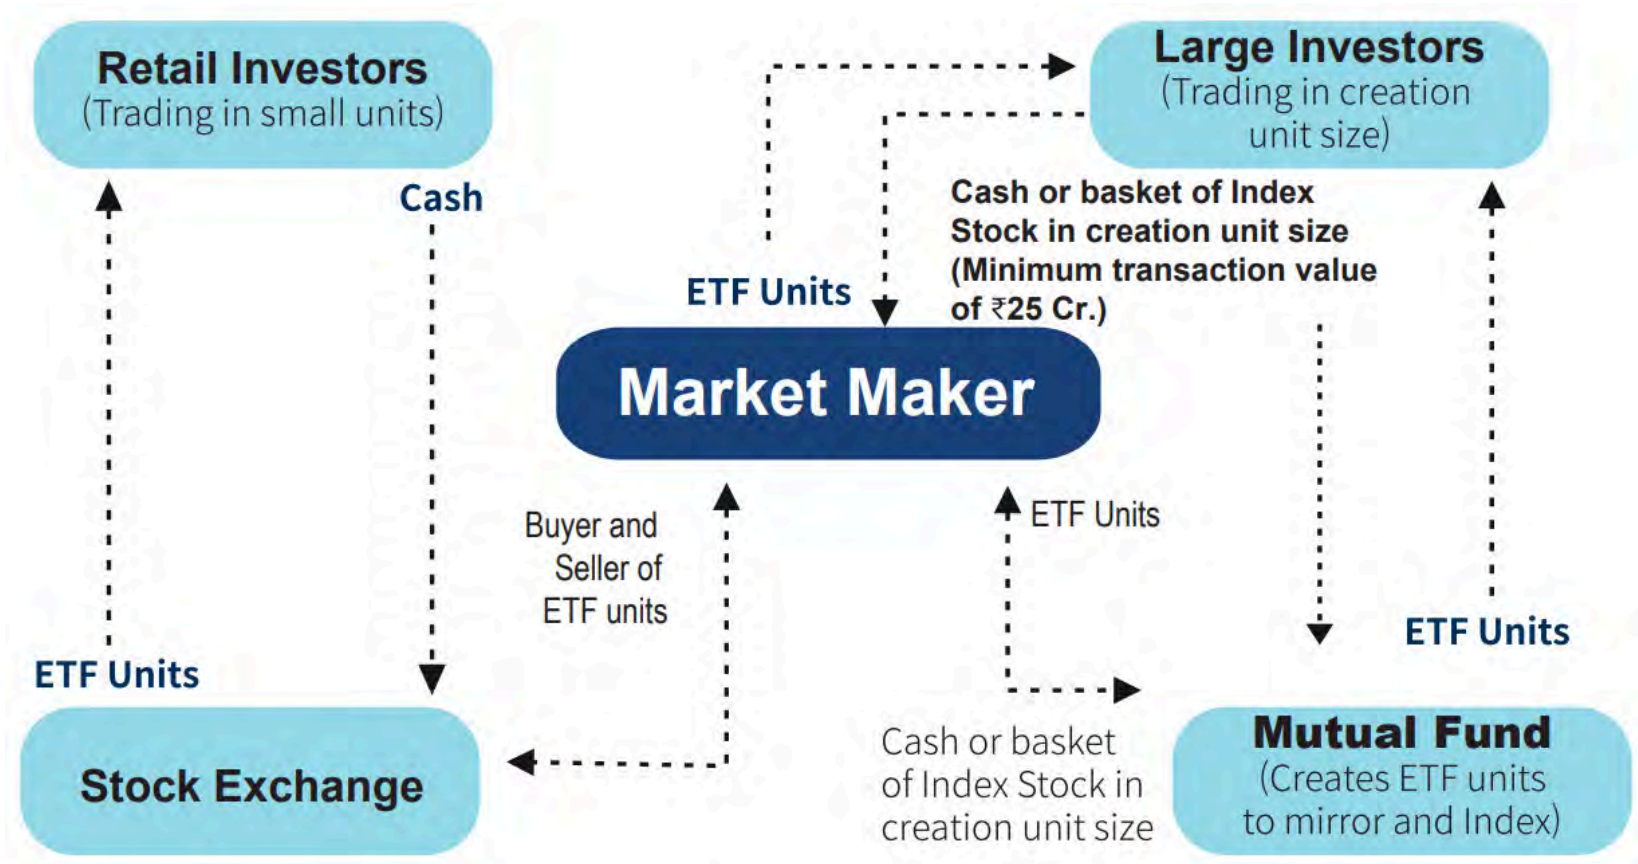 Retail Investors
(Trading in small units)
Large Investors
(Trading in creation
unit size)
Cash
Cash or basket of Index
Stock in creation unit size
(Minimum transaction value
of ₹25 Cr.)
ETF Units
Market Maker
Buyer and
Seller of
ETF units
ETF Units
ETF Units
ETF Units
Stock Exchange
Cash or basket
of Index Stock in
creation unit size
Mutual Fund
(Creates ETF units
to mirror and Index)